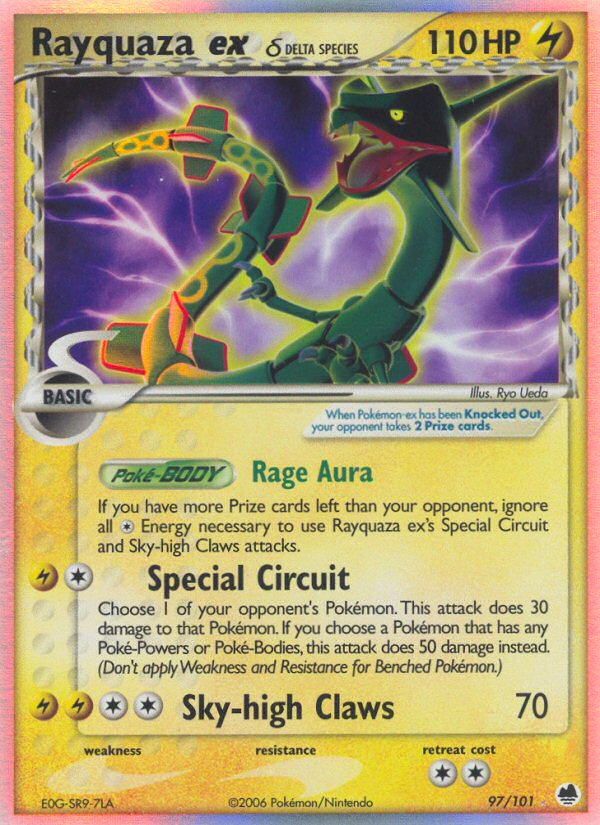 Rayquaza ex δ DELTA SPECIES 110 HP
BASIC
Illus. Ryo Ueda
When Pokémon-ex has been Knocked Out,
your opponent takes 2 Prize cards.
Poké-BODY Rage Aura
If you have more Prize cards left than your opponent, ignore
all Energy necessary to use Rayquaza ex's Special Circuit
and Sky-high Claws attacks.
Special Circuit
Choose 1 of your opponent's Pokémon. This attack does 30
damage to that Pokémon. If you choose a Pokémon that has any
Poké-Powers or Poké-Bodies, this attack does 50 damage instead.
(Don't apply Weakness and Resistance for Benched Pokémon.)
Sky-high Claws 70
weakness resistance retreat cost
E0G-SR9-7LA ©2006 Pokémon/Nintendo 97/101